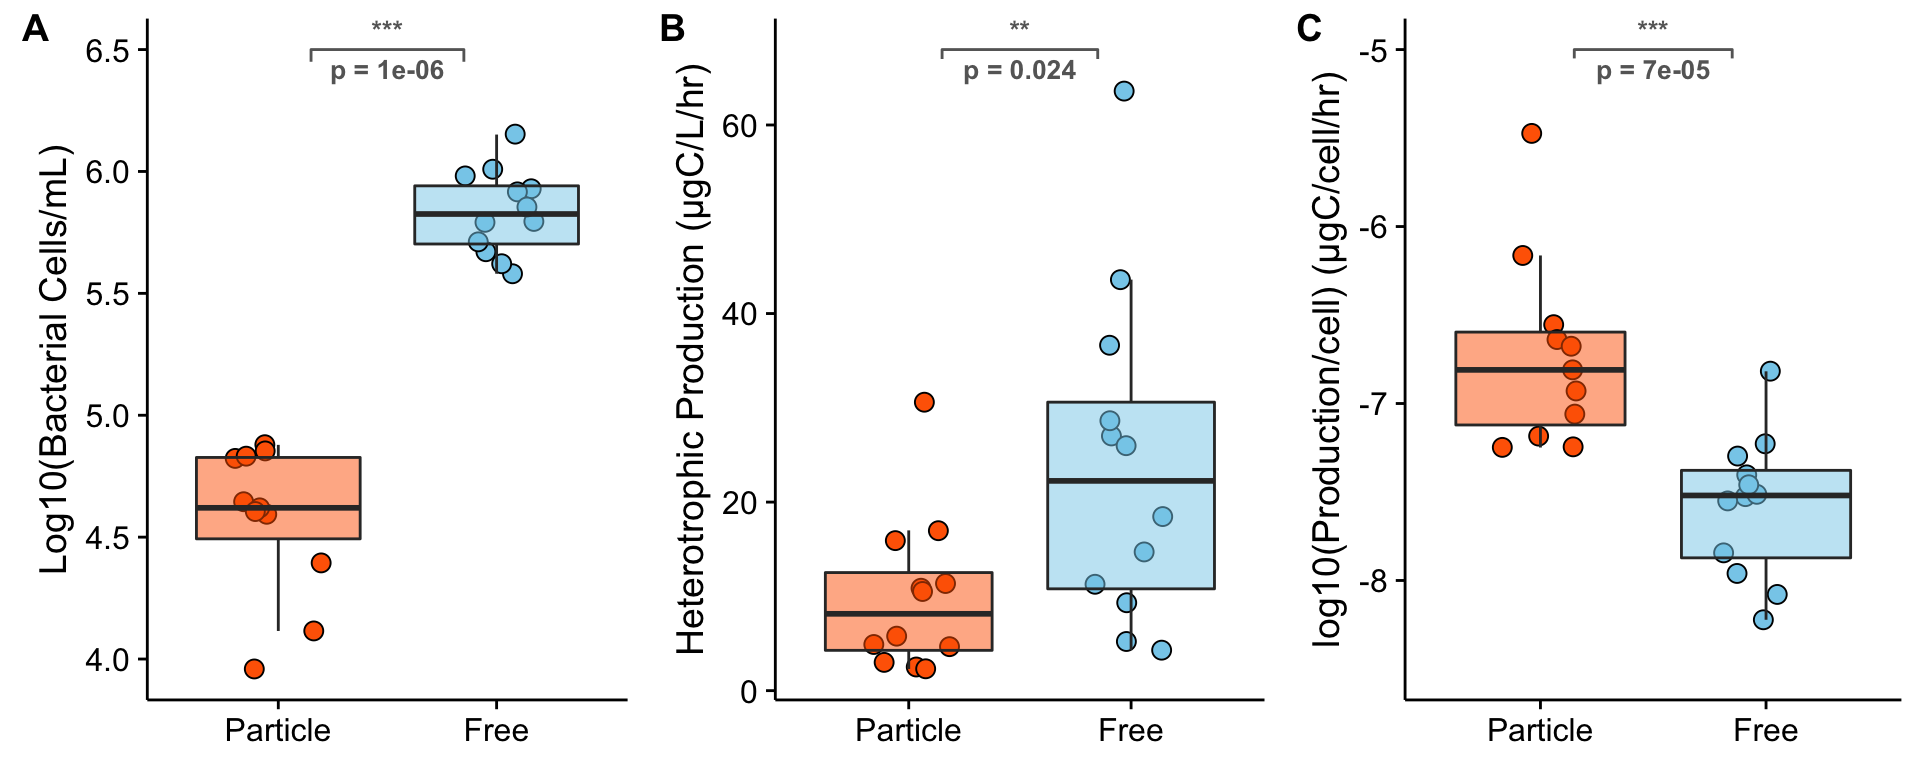 A
Log10(Bacterial Cells/mL)
6.5
6.0
5.5
5.0
4.5
4.0
***
p = 1e-06
Particle
Free
B
Heterotrophic Production (μgC/L/hr)
60
40
20
0
**
p = 0.024
Particle
Free
C
log10(Production/cell) (μgC/cell/hr)
-5
-6
-7
-8
***
p = 7e-05
Particle
Free